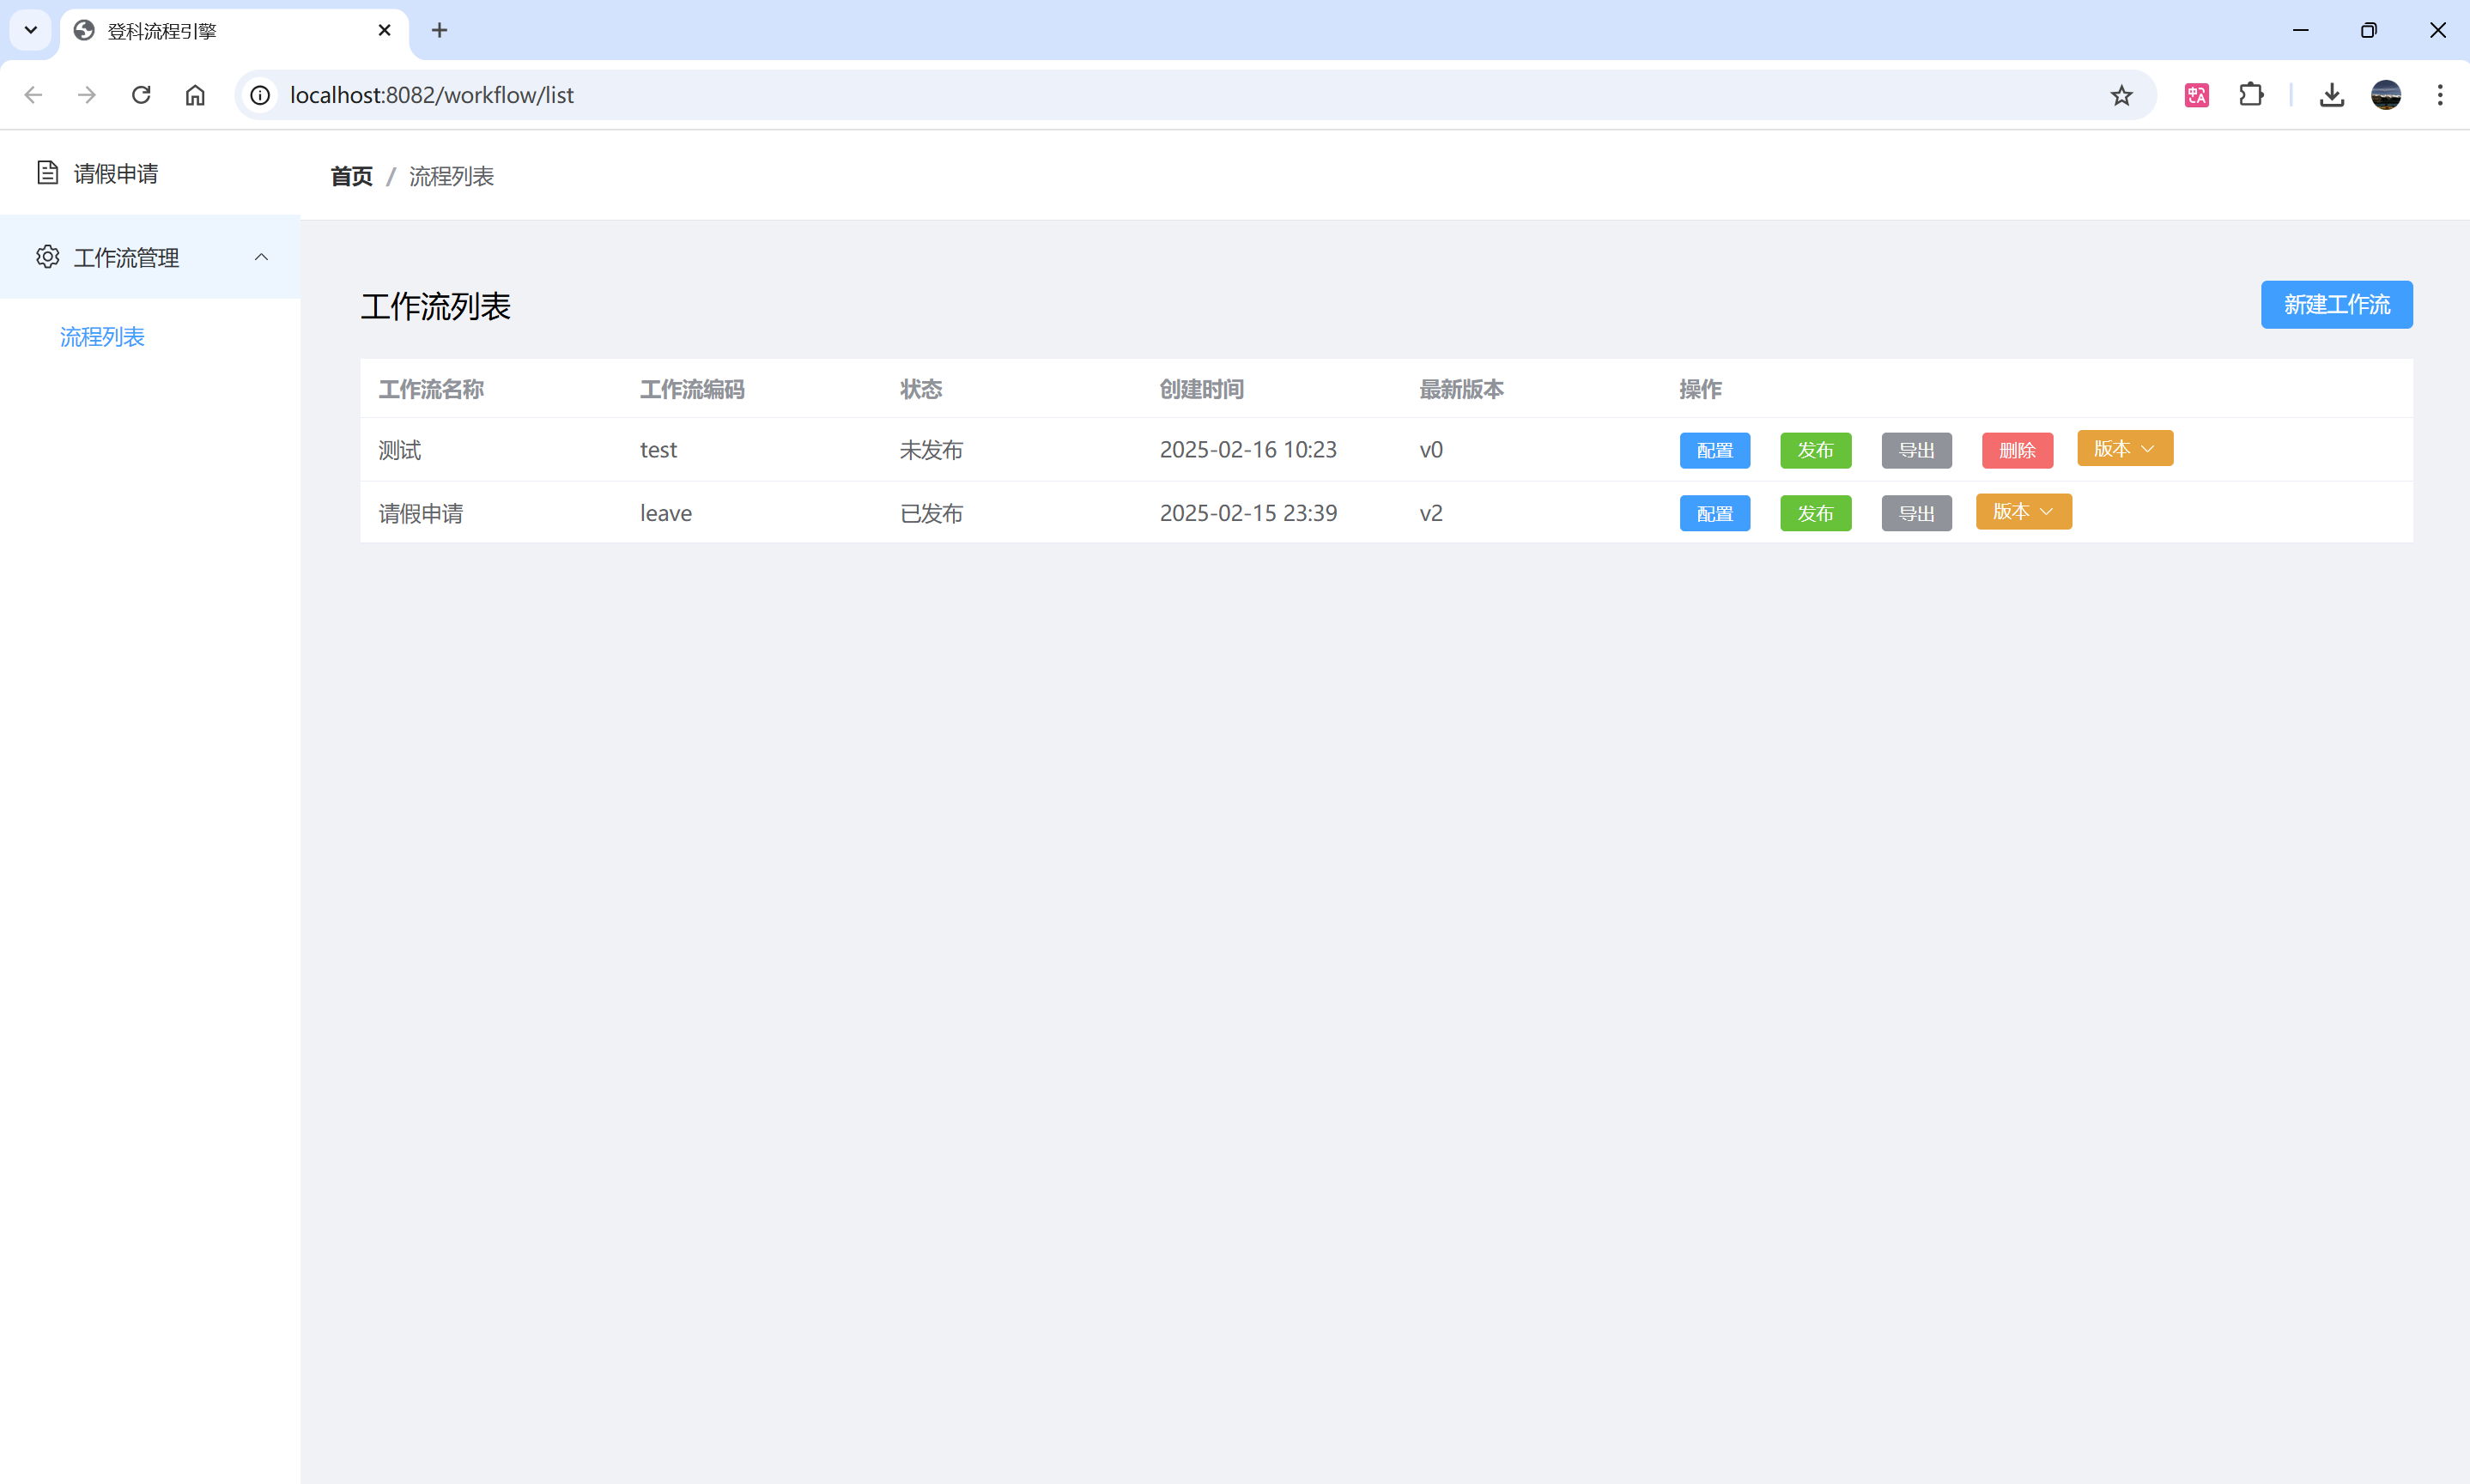 登科流程引擎
localhost:8082/workflow/list
请假申请
首页 / 流程列表
工作流管理
流程列表
工作流列表
新建工作流
工作流名称 工作流编码 状态 创建时间 最新版本 操作
测试 test 未发布 2025-02-16 10:23 v0 配置 发布 导出 删除 版本
请假申请 leave 已发布 2025-02-15 23:39 v2 配置 发布 导出 版本